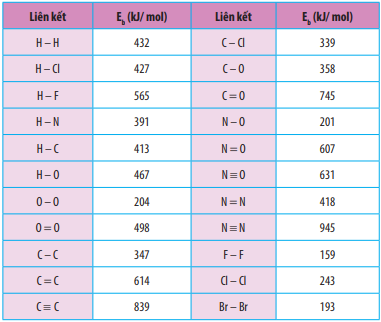 Liên kết E_b (kJ/ mol) Liên kết E_b (kJ/ mol)
H – H 432 C – Cl 339
H – Cl 427 C – O 358
H – F 565 C = O 745
H – N 391 N – O 201
H – C 413 N = O 607
H – O 467 N ≡ O 631
O – O 204 N = N 418
O = O 498 N ≡ N 945
C – C 347 F – F 159
C = C 614 Cl – Cl 243
C ≡ C 839 Br – Br 193